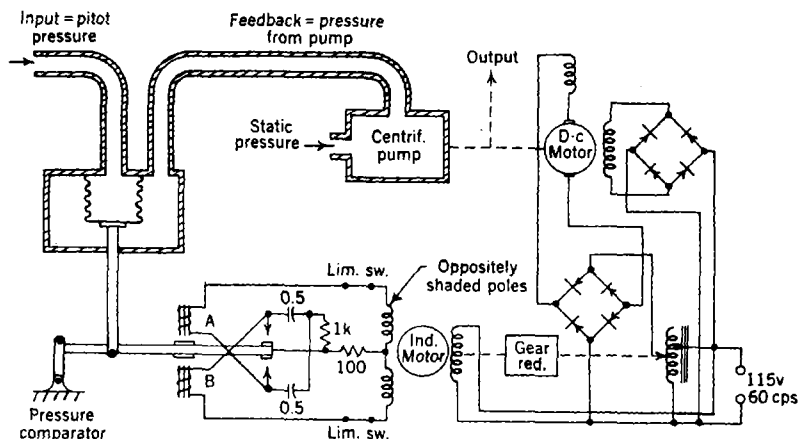 Input = pitot
pressure
Feedback = pressure
from pump
Output
Static
pressure
Centrif.
pump
D-c
Motor
Lim. sw.
Oppositely
shaded poles
0.5
A
1k
100
B
0.5
Ind.
Motor
Gear
red.
115v
60 cps
Pressure
comparator
Lim. sw.